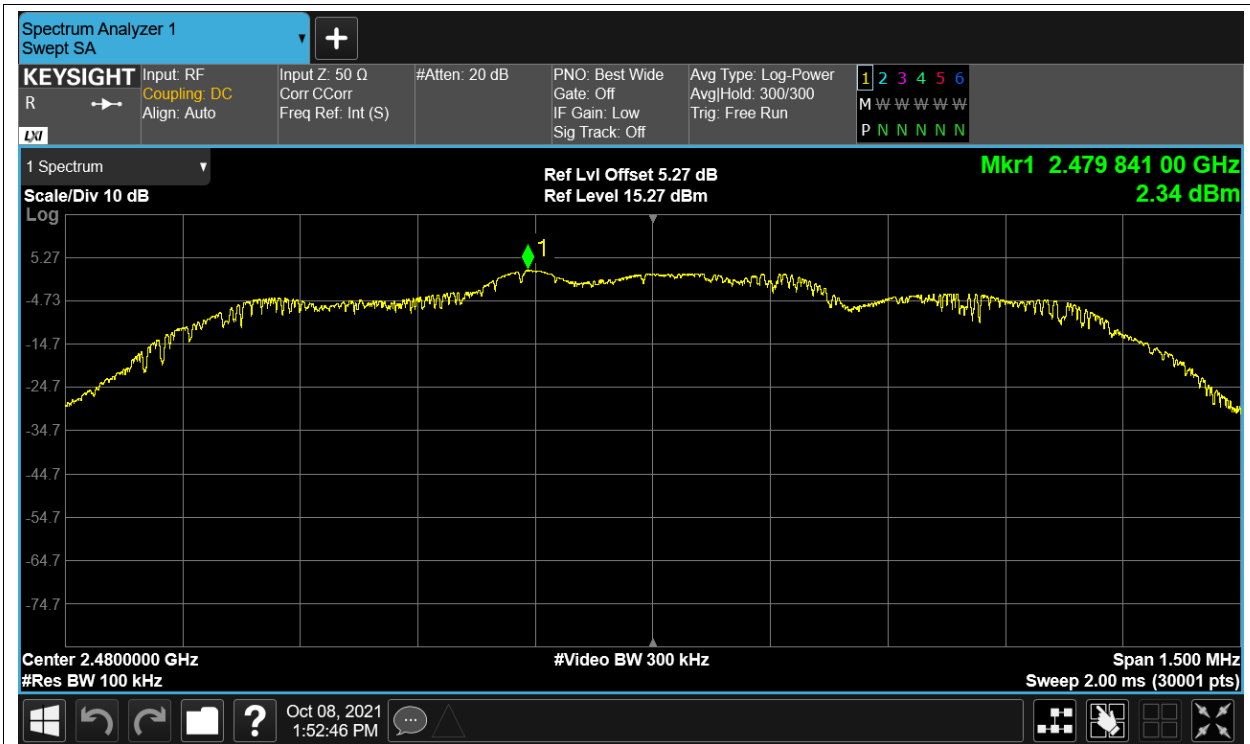 Spectrum Analyzer 1
Swept SA
+
KEYSIGHT
R
LXI
Input: RF
Coupling: DC
Align: Auto
Input Z: 50 Ω
Corr CCorr
Freq Ref: Int (S)
#Atten: 20 dB
PNO: Best Wide
Gate: Off
IF Gain: Low
Sig Track: Off
Avg Type: Log-Power
Avg|Hold: 300/300
Trig: Free Run
1 2 3 4 5 6
M W W W W W W
P N N N N N
1 Spectrum
Scale/Div 10 dB
Log
Ref Lvl Offset 5.27 dB
Ref Level 15.27 dBm
Mkr1 2.479 841 00 GHz
2.34 dBm
1
5.27
-4.73
-14.7
-24.7
-34.7
-44.7
-54.7
-64.7
-74.7
Center 2.4800000 GHz
#Res BW 100 kHz
#Video BW 300 kHz
Span 1.500 MHz
Sweep 2.00 ms (30001 pts)
?
Oct 08, 2021
1:52:46 PM